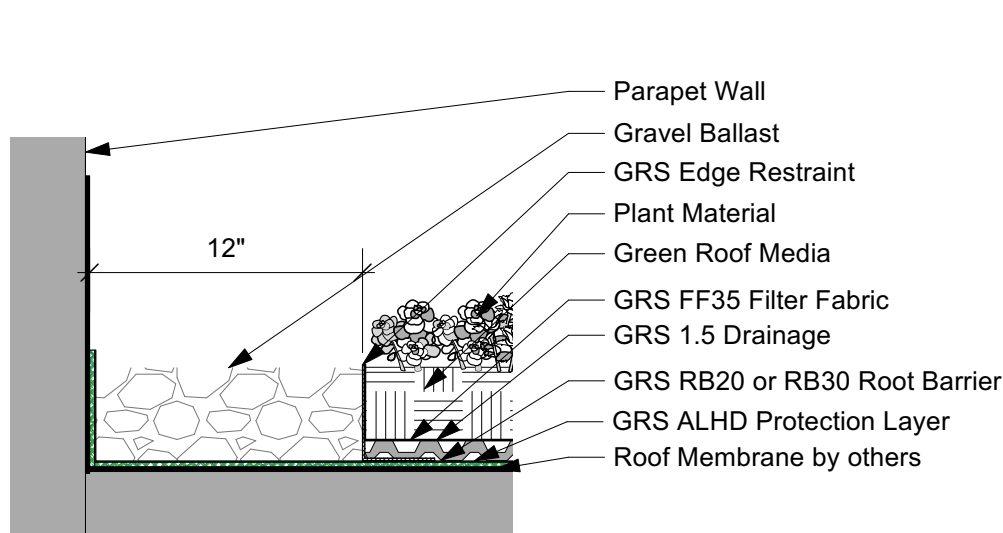 Parapet Wall
Gravel Ballast
GRS Edge Restraint
Plant Material
12"
Green Roof Media
GRS FF35 Filter Fabric
GRS 1.5 Drainage
GRS RB20 or RB30 Root Barrier
GRS ALHD Protection Layer
Roof Membrane by others